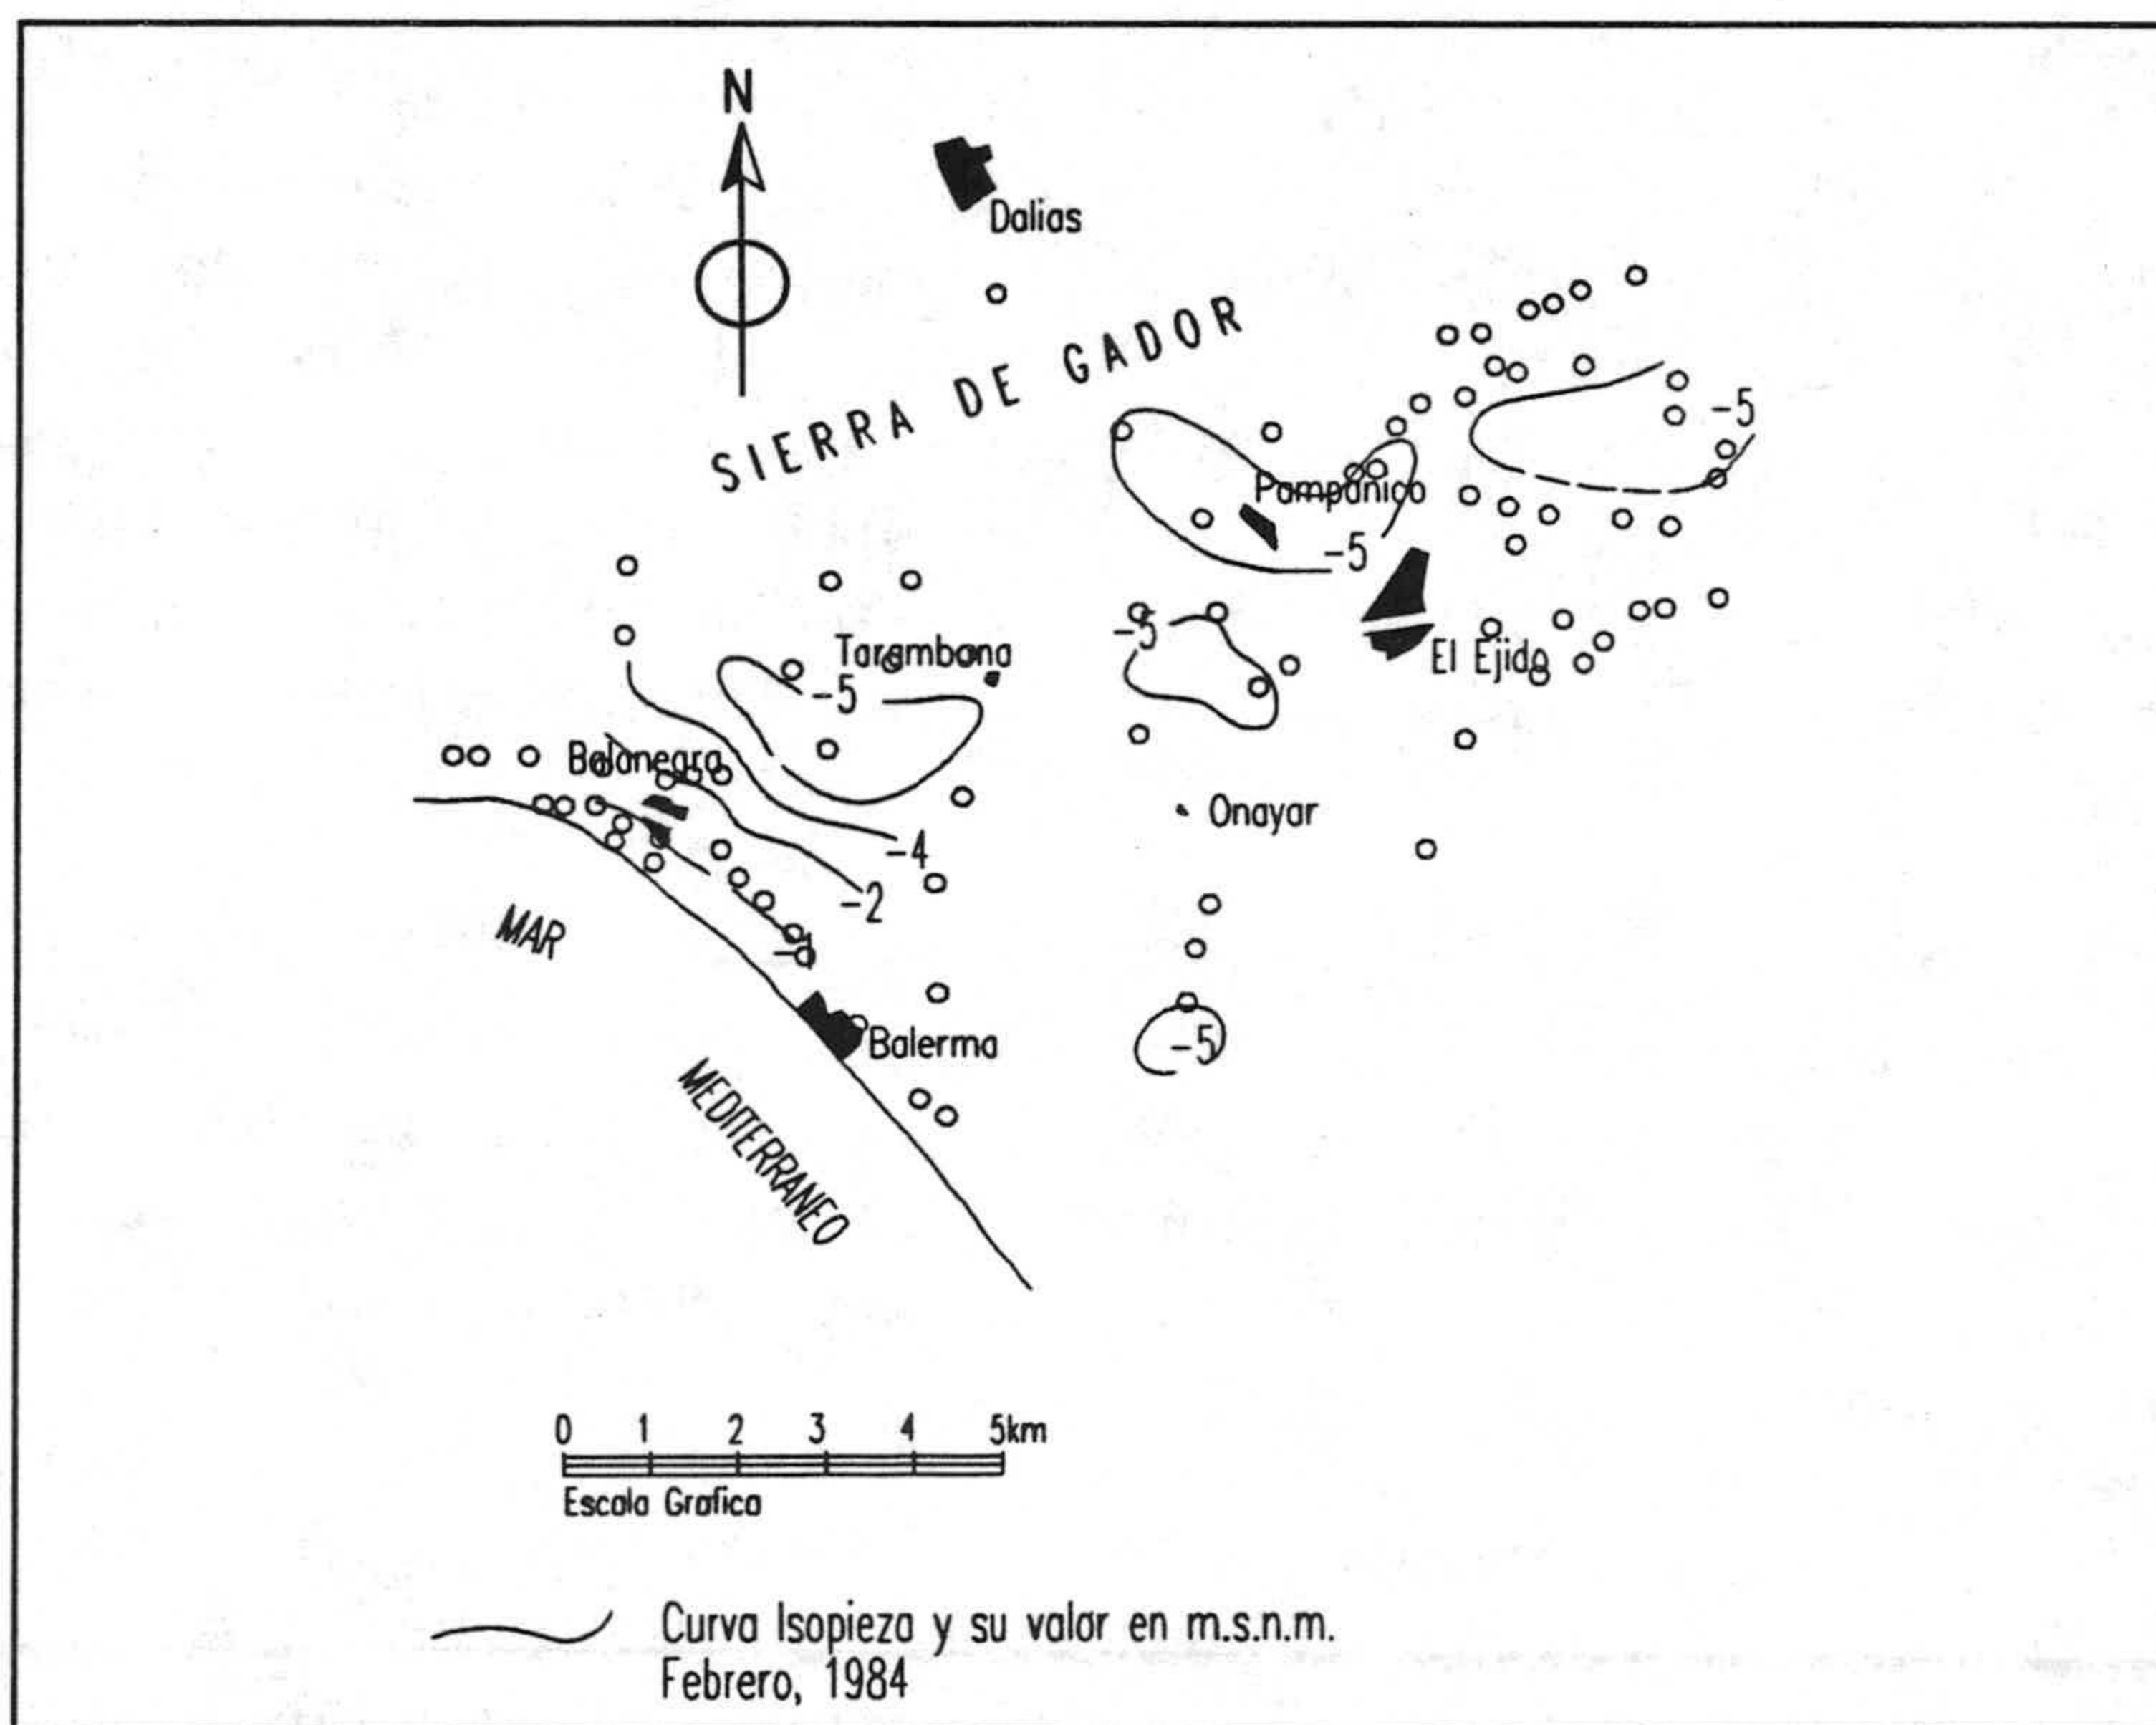 N
Dalias
SIERRA DE GADOR
-5
Pampanico
-5
-5
El Ejido
Tarambana
-5
Balanegra
Onayar
-4
-2
MAR
-1
-5
Balerma
MEDITERRANEO
0 1 2 3 4 5km
Escala Grafica
Curva Isopieza y su valor en m.s.n.m.
Febrero, 1984